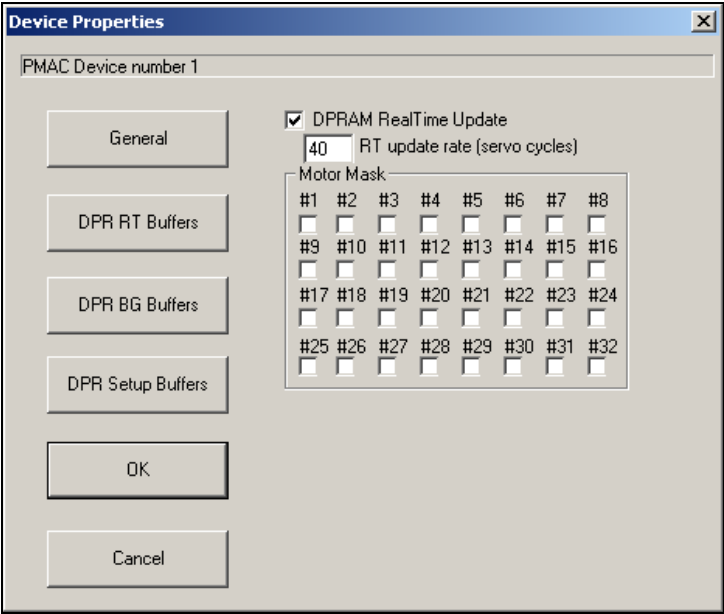 Device Properties
PMAC Device number 1
General
DPR RT Buffers
DPR BG Buffers
DPR Setup Buffers
OK
Cancel
DPRAM RealTime Update
40 RT update rate (servo cycles)
Motor Mask
#1 #2 #3 #4 #5 #6 #7 #8
#9 #10 #11 #12 #13 #14 #15 #16
#17 #18 #19 #20 #21 #22 #23 #24
#25 #26 #27 #28 #29 #30 #31 #32